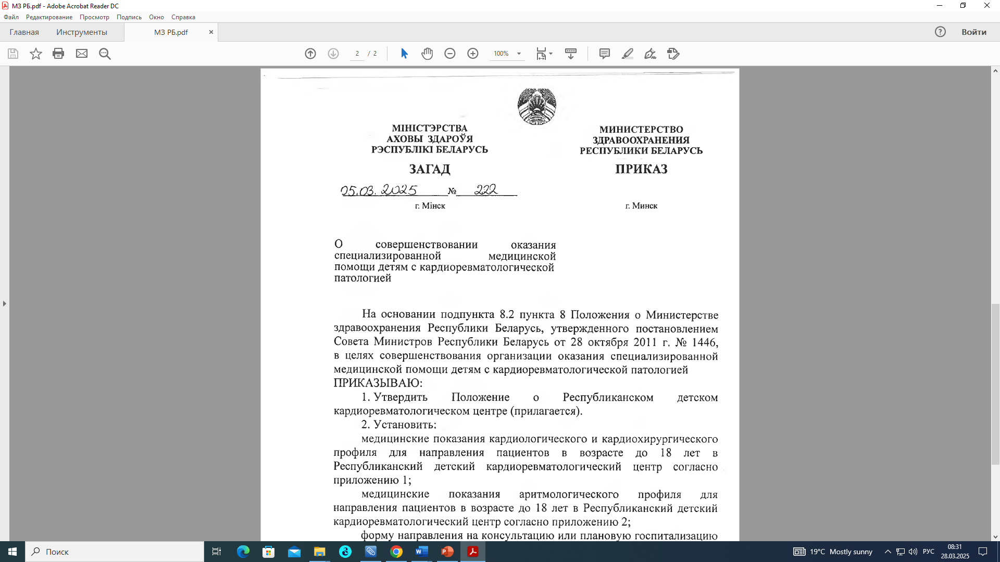 МЗ РБ.pdf - Adobe Acrobat Reader DC
Файл Редактирование Просмотр Подпись Окно Справка
Главная Инструменты МЗ РБ.pdf × ? Войти
2 / 2 100%
МІНІСТЭРСТВА
АХОВЫ ЗДАРОЎЯ
РЭСПУБЛІКІ БЕЛАРУСЬ
МИНИСТЕРСТВО
ЗДРАВООХРАНЕНИЯ
РЕСПУБЛИКИ БЕЛАРУСЬ
ЗАГАД
ПРИКАЗ
05.03.2025 № 222
г. Мінск
г. Минск
О совершенствовании оказания
специализированной медицинской
помощи детям с кардиоревматологической
патологией
На основании подпункта 8.2 пункта 8 Положения о Министерстве
здравоохранения Республики Беларусь, утвержденного постановлением
Совета Министров Республики Беларусь от 28 октября 2011 г. № 1446,
в целях совершенствования организации оказания специализированной
медицинской помощи детям с кардиоревматологической патологией
ПРИКАЗЫВАЮ:
1. Утвердить Положение о Республиканском детском
кардиоревматологическом центре (прилагается).
2. Установить:
медицинские показания кардиологического и кардиохирургического
профиля для направления пациентов в возрасте до 18 лет в
Республиканский детский кардиоревматологический центр согласно
приложению 1;
медицинские показания аритмологического профиля для
направления пациентов в возрасте до 18 лет в Республиканский детский
кардиоревматологический центр согласно приложению 2;
форму направления на консультацию или плановую госпитализацию
Поиск
19°C Mostly sunny
РУС
08:31
28.03.2025